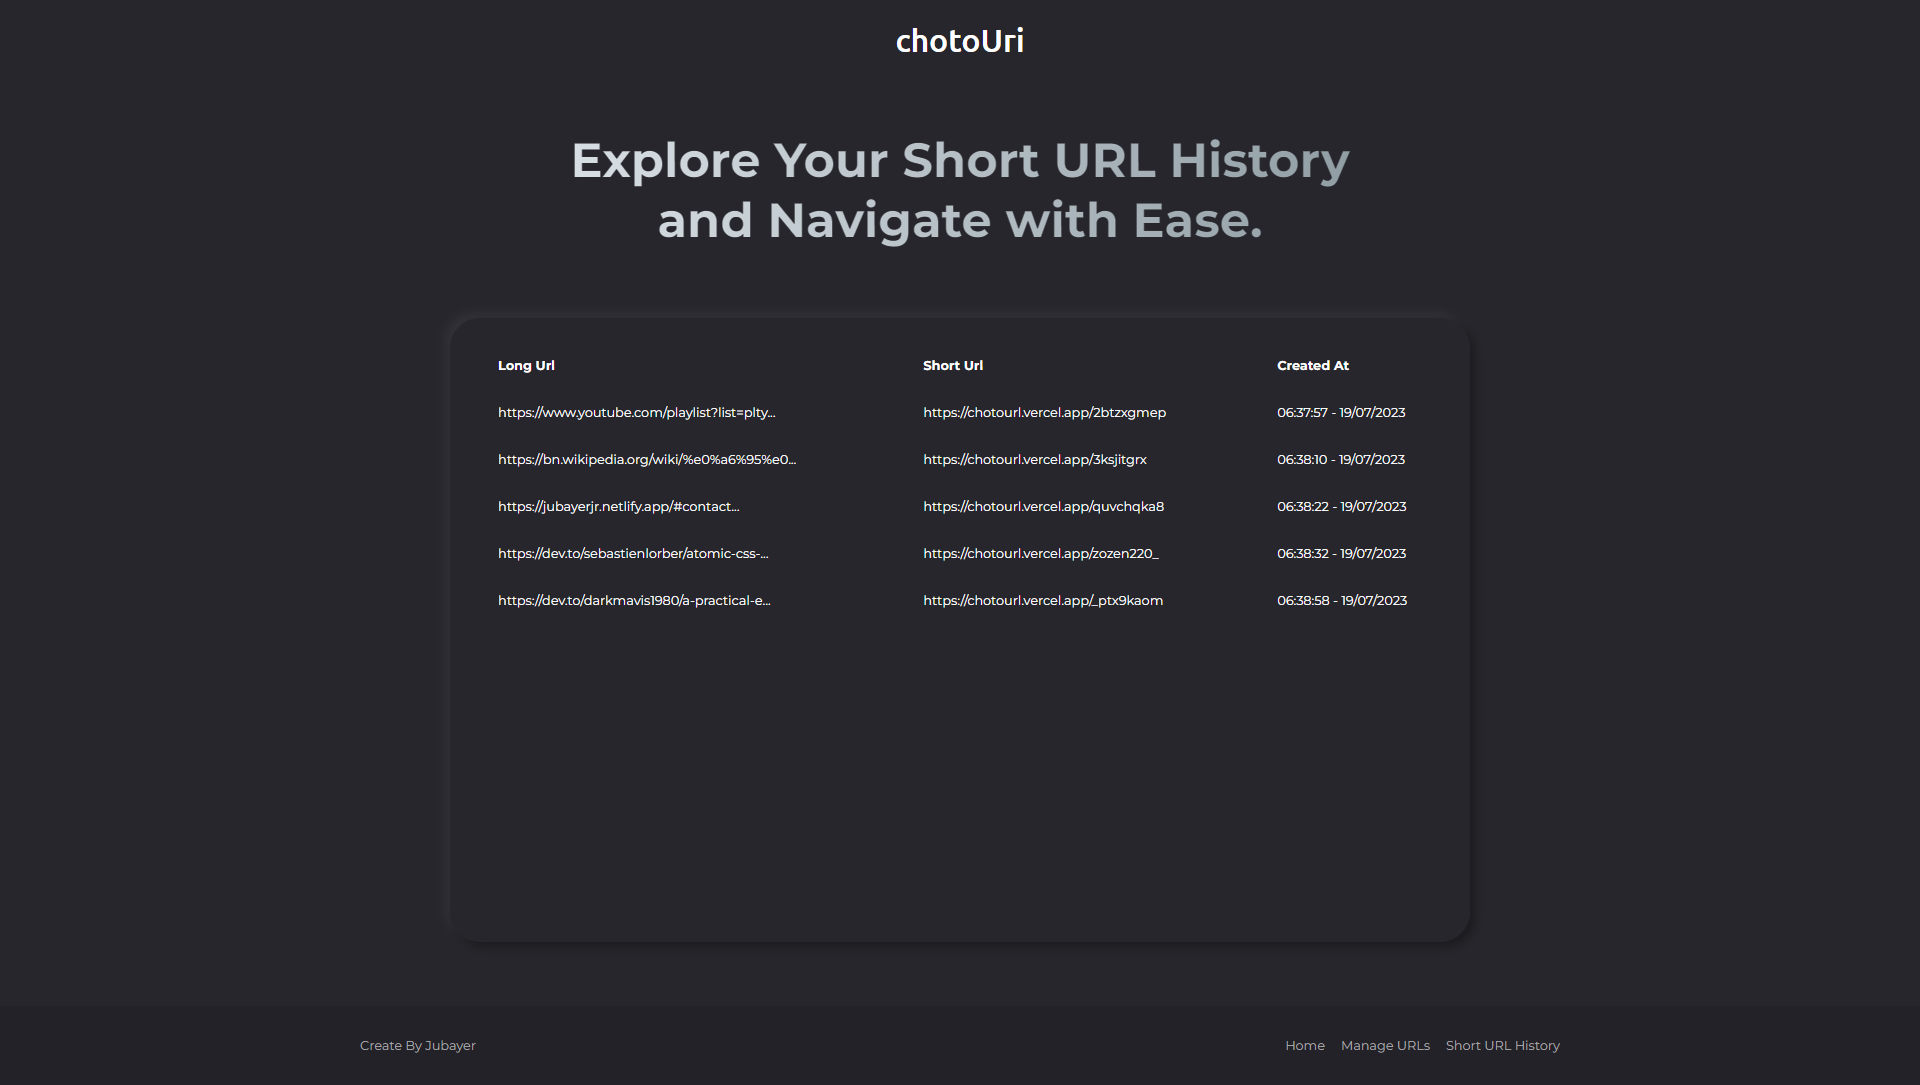 chotoUri
Explore Your Short URL History
and Navigate with Ease.
Long Url Short Url Created At
https://www.youtube.com/playlist?list=plty... https://chotourl.vercel.app/2btzxgmep 06:37:57 - 19/07/2023
https://bn.wikipedia.org/wiki/%e0%a6%95%e0... https://chotourl.vercel.app/3ksjitgrx 06:38:10 - 19/07/2023
https://jubayerjr.netlify.app/#contact... https://chotourl.vercel.app/quvchqka8 06:38:22 - 19/07/2023
https://dev.to/sebastienlorber/atomic-css-... https://chotourl.vercel.app/zozen220_ 06:38:32 - 19/07/2023
https://dev.to/darkmavis1980/a-practical-e... https://chotourl.vercel.app/_ptx9kaom 06:38:58 - 19/07/2023
Create By Jubayer Home Manage URLs Short URL History